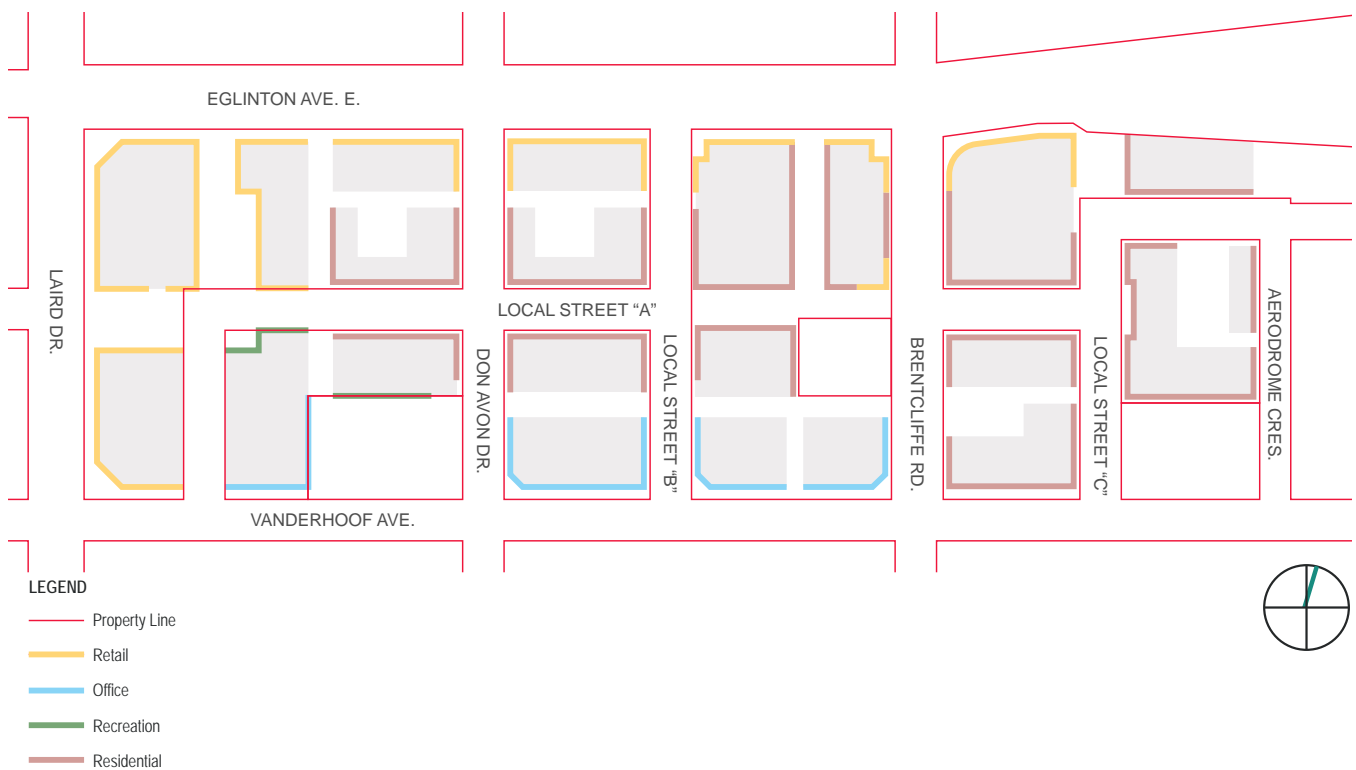 EGLINTON AVE. E.
LAIRD DR.
LOCAL STREET “A”
DON AVON DR.
LOCAL STREET “B”
BRENTCLIFFE RD.
LOCAL STREET “C”
AERODROME CRES.
VANDERHOOF AVE.
LEGEND
Property Line
Retail
Office
Recreation
Residential